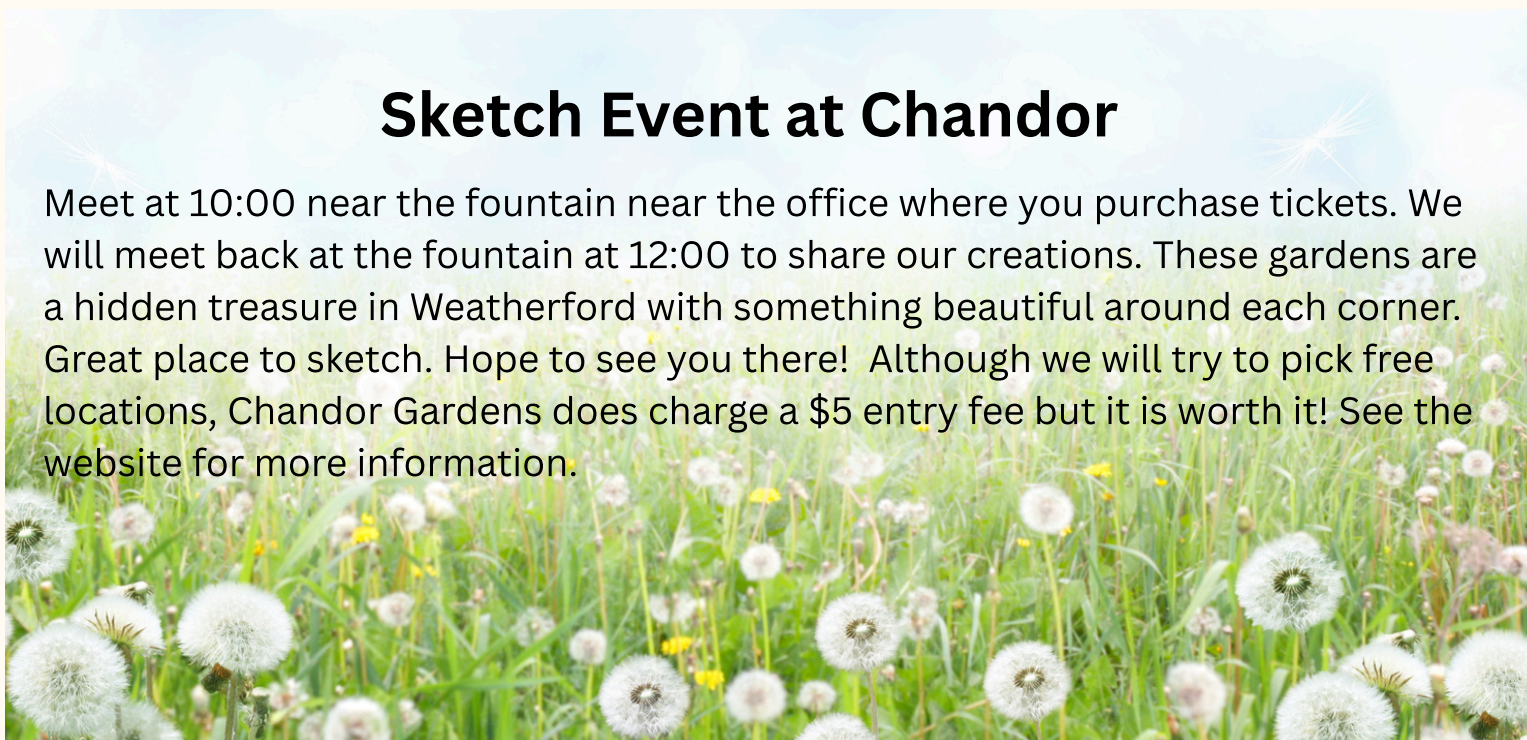 Sketch Event at Chandor
Meet at 10:00 near the fountain near the office where you purchase tickets. We
will meet back at the fountain at 12:00 to share our creations. These gardens are
a hidden treasure in Weatherford with something beautiful around each corner.
Great place to sketch. Hope to see you there!  Although we will try to pick free
locations, Chandor Gardens does charge a $5 entry fee but it is worth it! See the
website for more information.